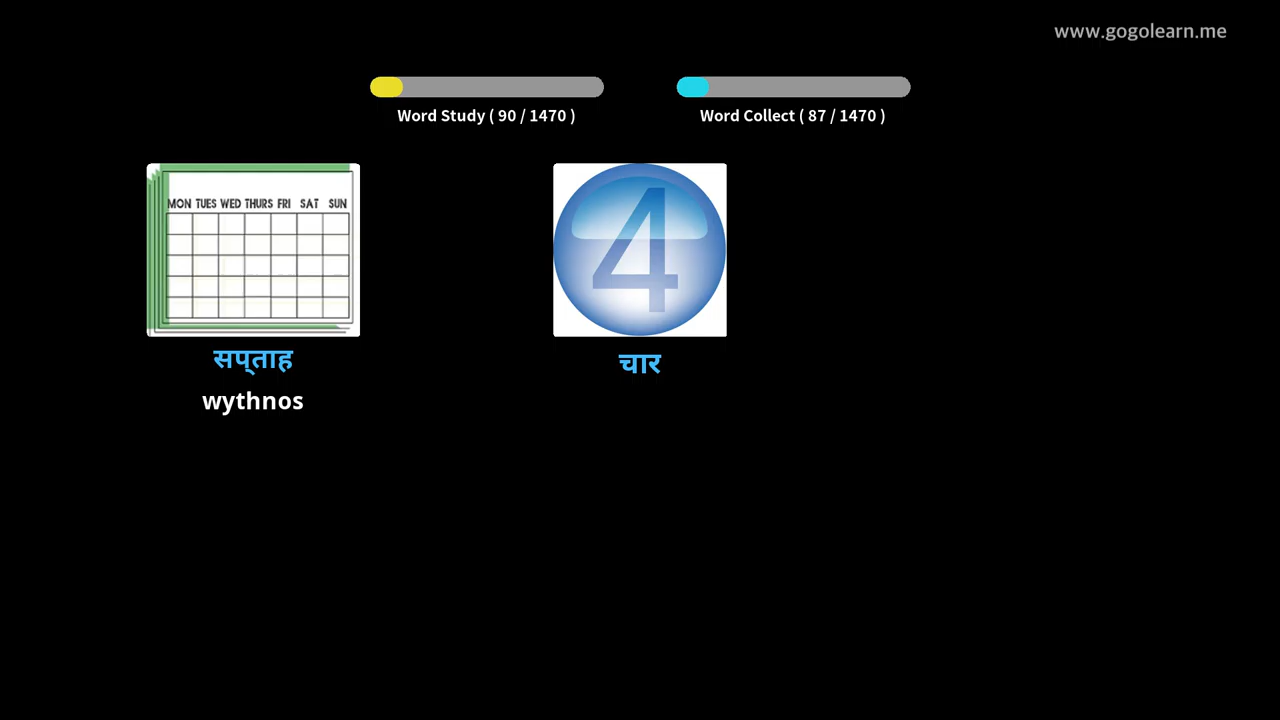 www.gogolearn.me
Word Study ( 90 / 1470 )
Word Collect ( 87 / 1470 )
MON TUES WED THURS FRI SAT SUN
4
सप्ताह
चार
wythnos